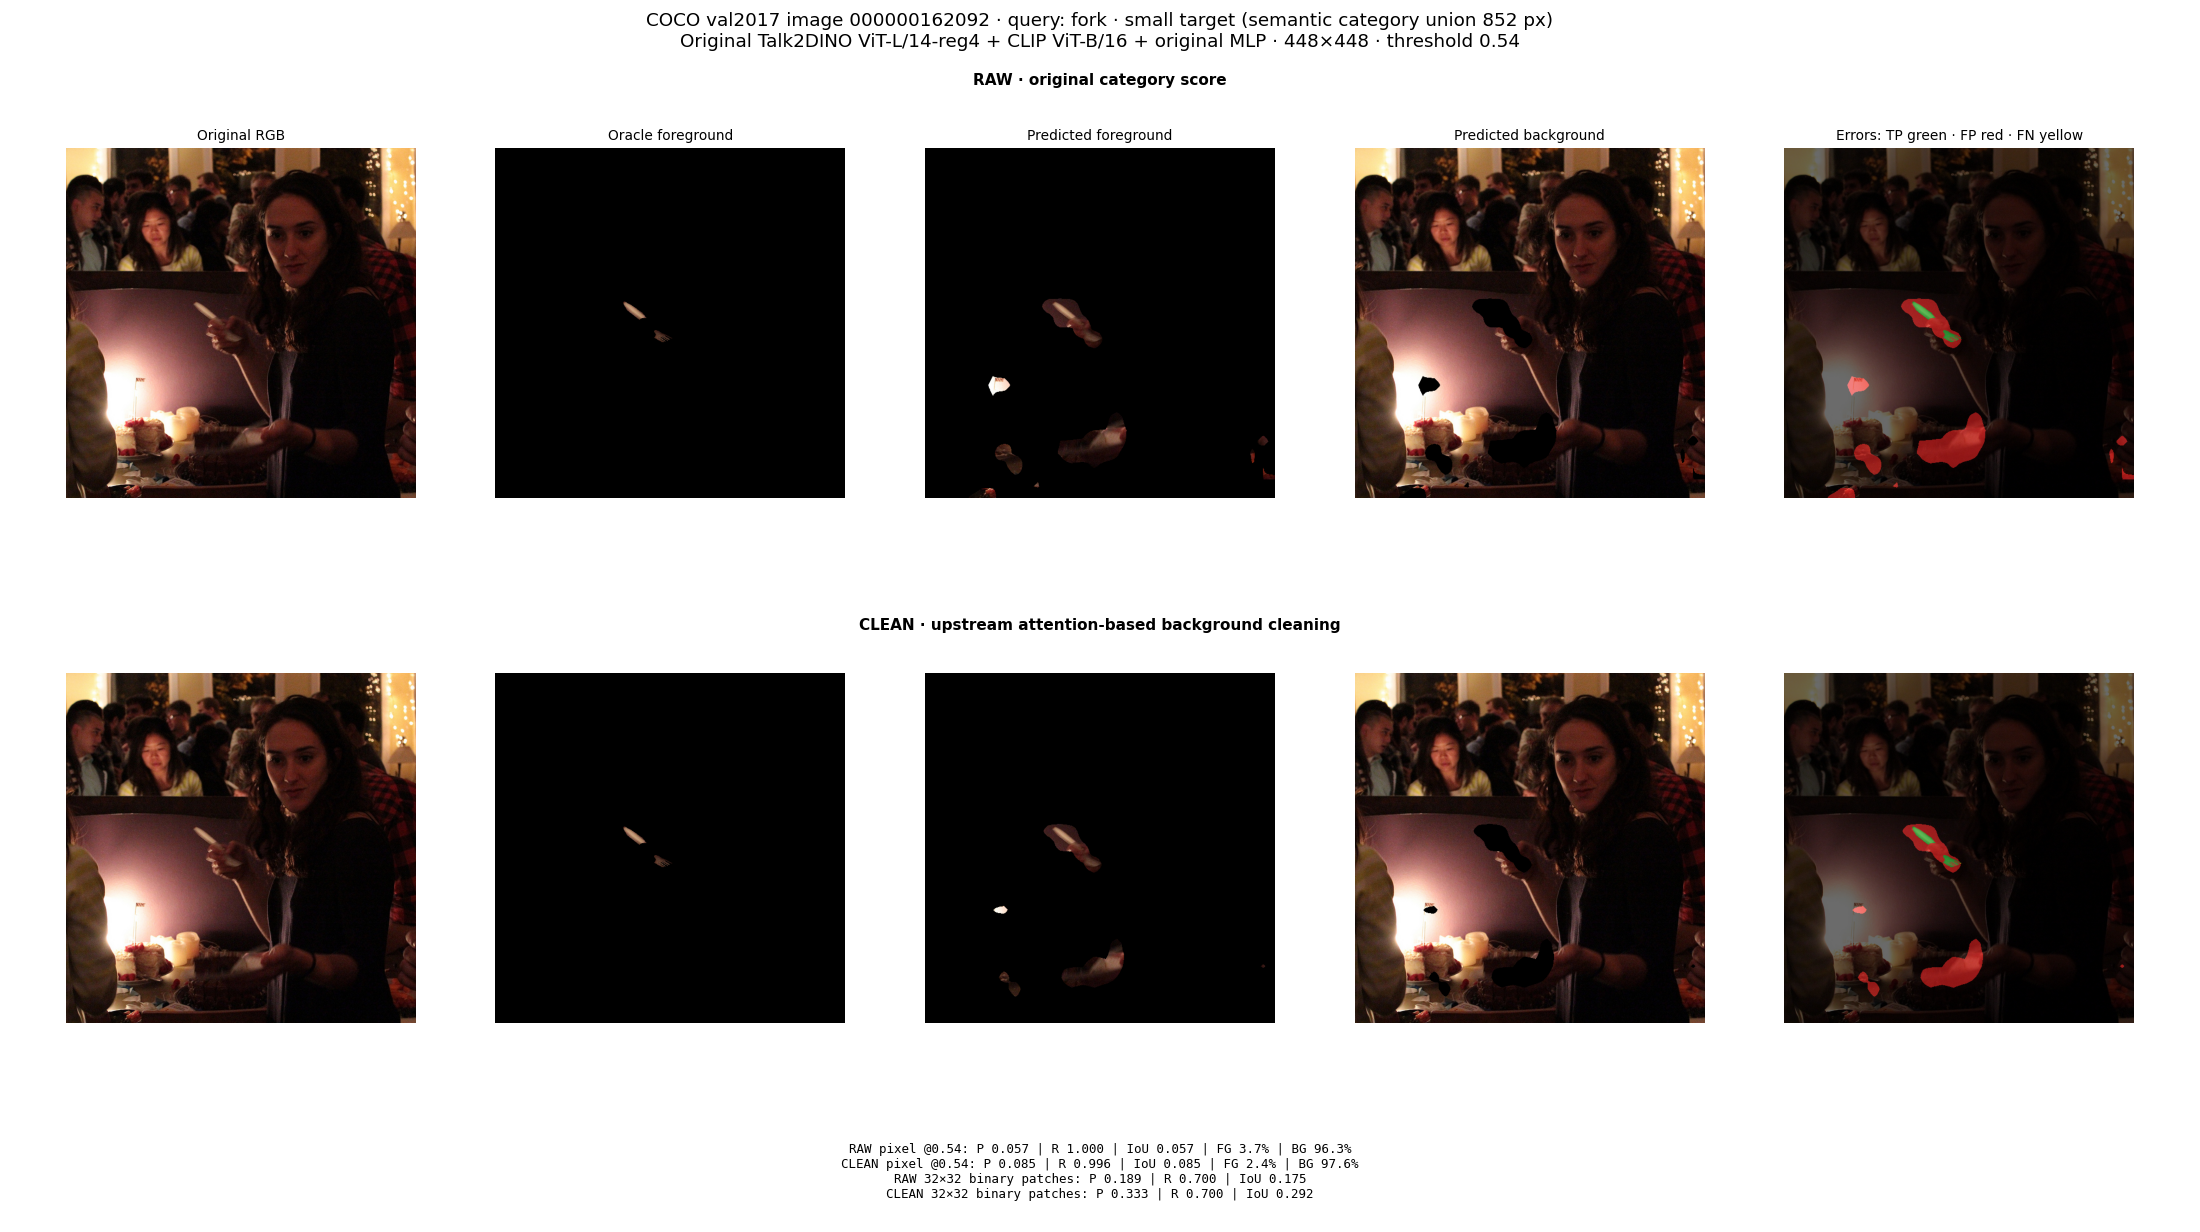 COCO val2017 image 000000162092 · query: fork · small target (semantic category union 852 px)
Original Talk2DINO ViT-L/14-reg4 + CLIP ViT-B/16 + original MLP · 448×448 · threshold 0.54
RAW · original category score
Original RGB
Oracle foreground
Predicted foreground
Predicted background
Errors: TP green · FP red · FN yellow
CLEAN · upstream attention-based background cleaning
RAW pixel @0.54: P 0.057 | R 1.000 | IoU 0.057 | FG 3.7% | BG 96.3%
CLEAN pixel @0.54: P 0.085 | R 0.996 | IoU 0.085 | FG 2.4% | BG 97.6%
RAW 32×32 binary patches: P 0.189 | R 0.700 | IoU 0.175
CLEAN 32×32 binary patches: P 0.333 | R 0.700 | IoU 0.292